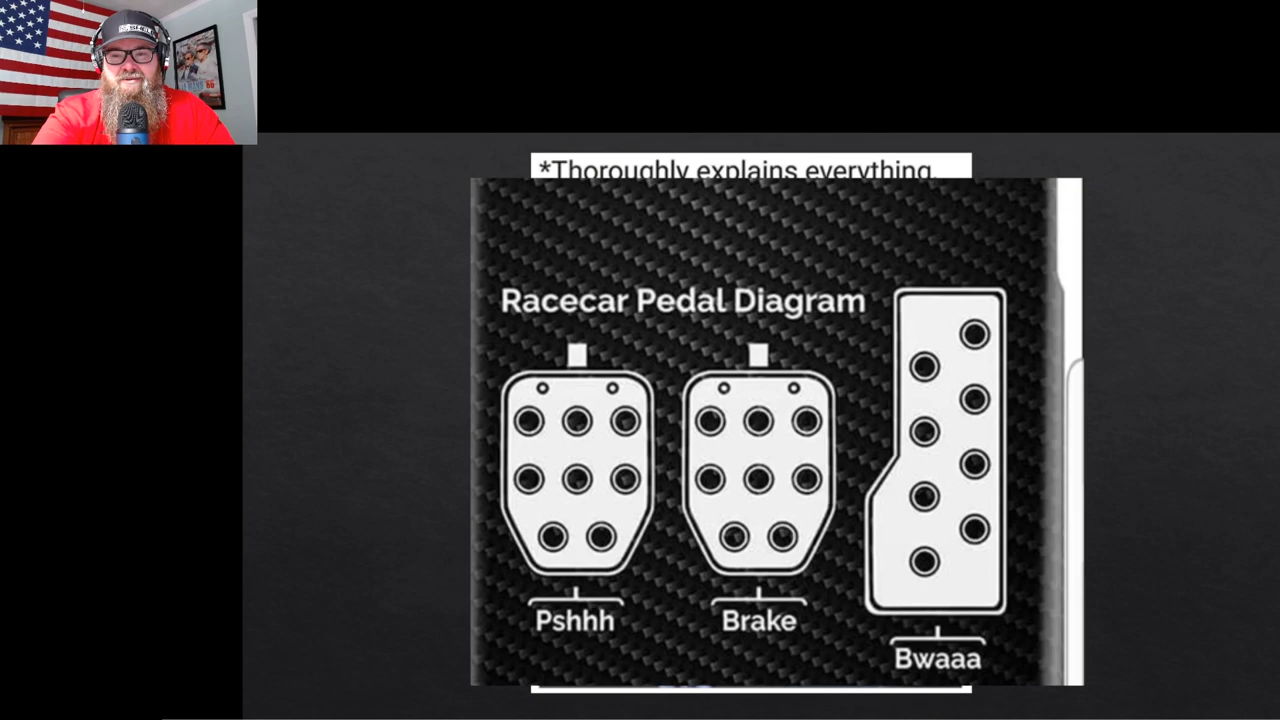 *Thoroughly explains everything
Racecar Pedal Diagram
Pshhh
Brake
Bwaaa